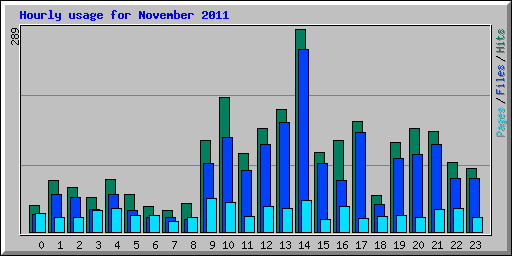 Hourly usage for November 2011
289
Pages/Files/Hits
0 1 2 3 4 5 6 7 8 9 10 11 12 13 14 15 16 17 18 19 20 21 22 23